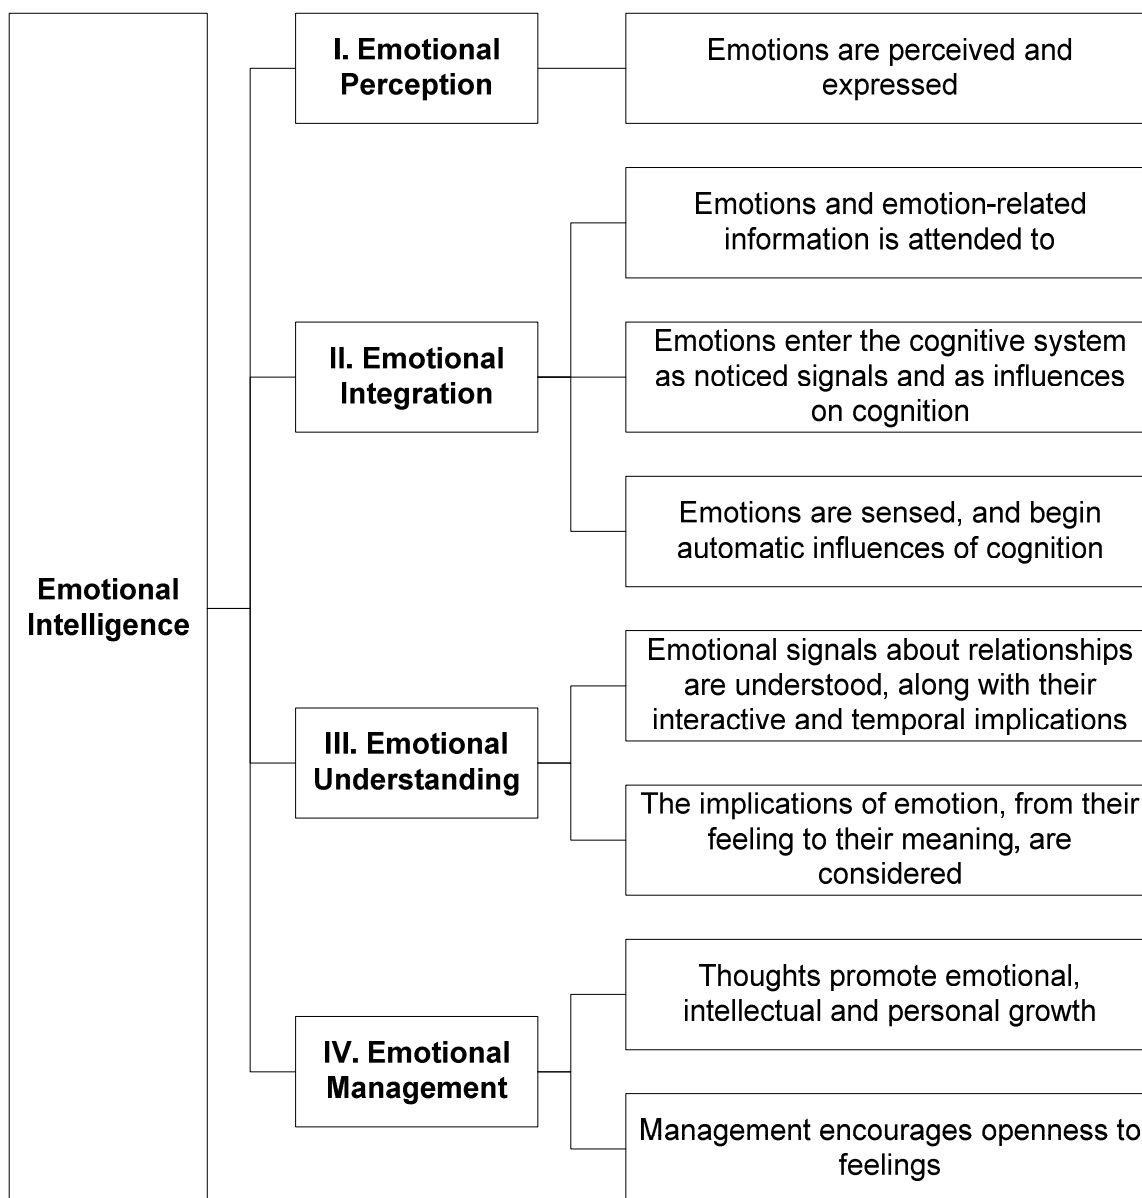 Emotional
Intelligence
I. Emotional
Perception
Emotions are perceived and
expressed
II. Emotional
Integration
Emotions and emotion-related
information is attended to
Emotions enter the cognitive system
as noticed signals and as influences
on cognition
Emotions are sensed, and begin
automatic influences of cognition
III. Emotional
Understanding
Emotional signals about relationships
are understood, along with their
interactive and temporal implications
The implications of emotion, from their
feeling to their meaning, are
considered
IV. Emotional
Management
Thoughts promote emotional,
intellectual and personal growth
Management encourages openness to
feelings